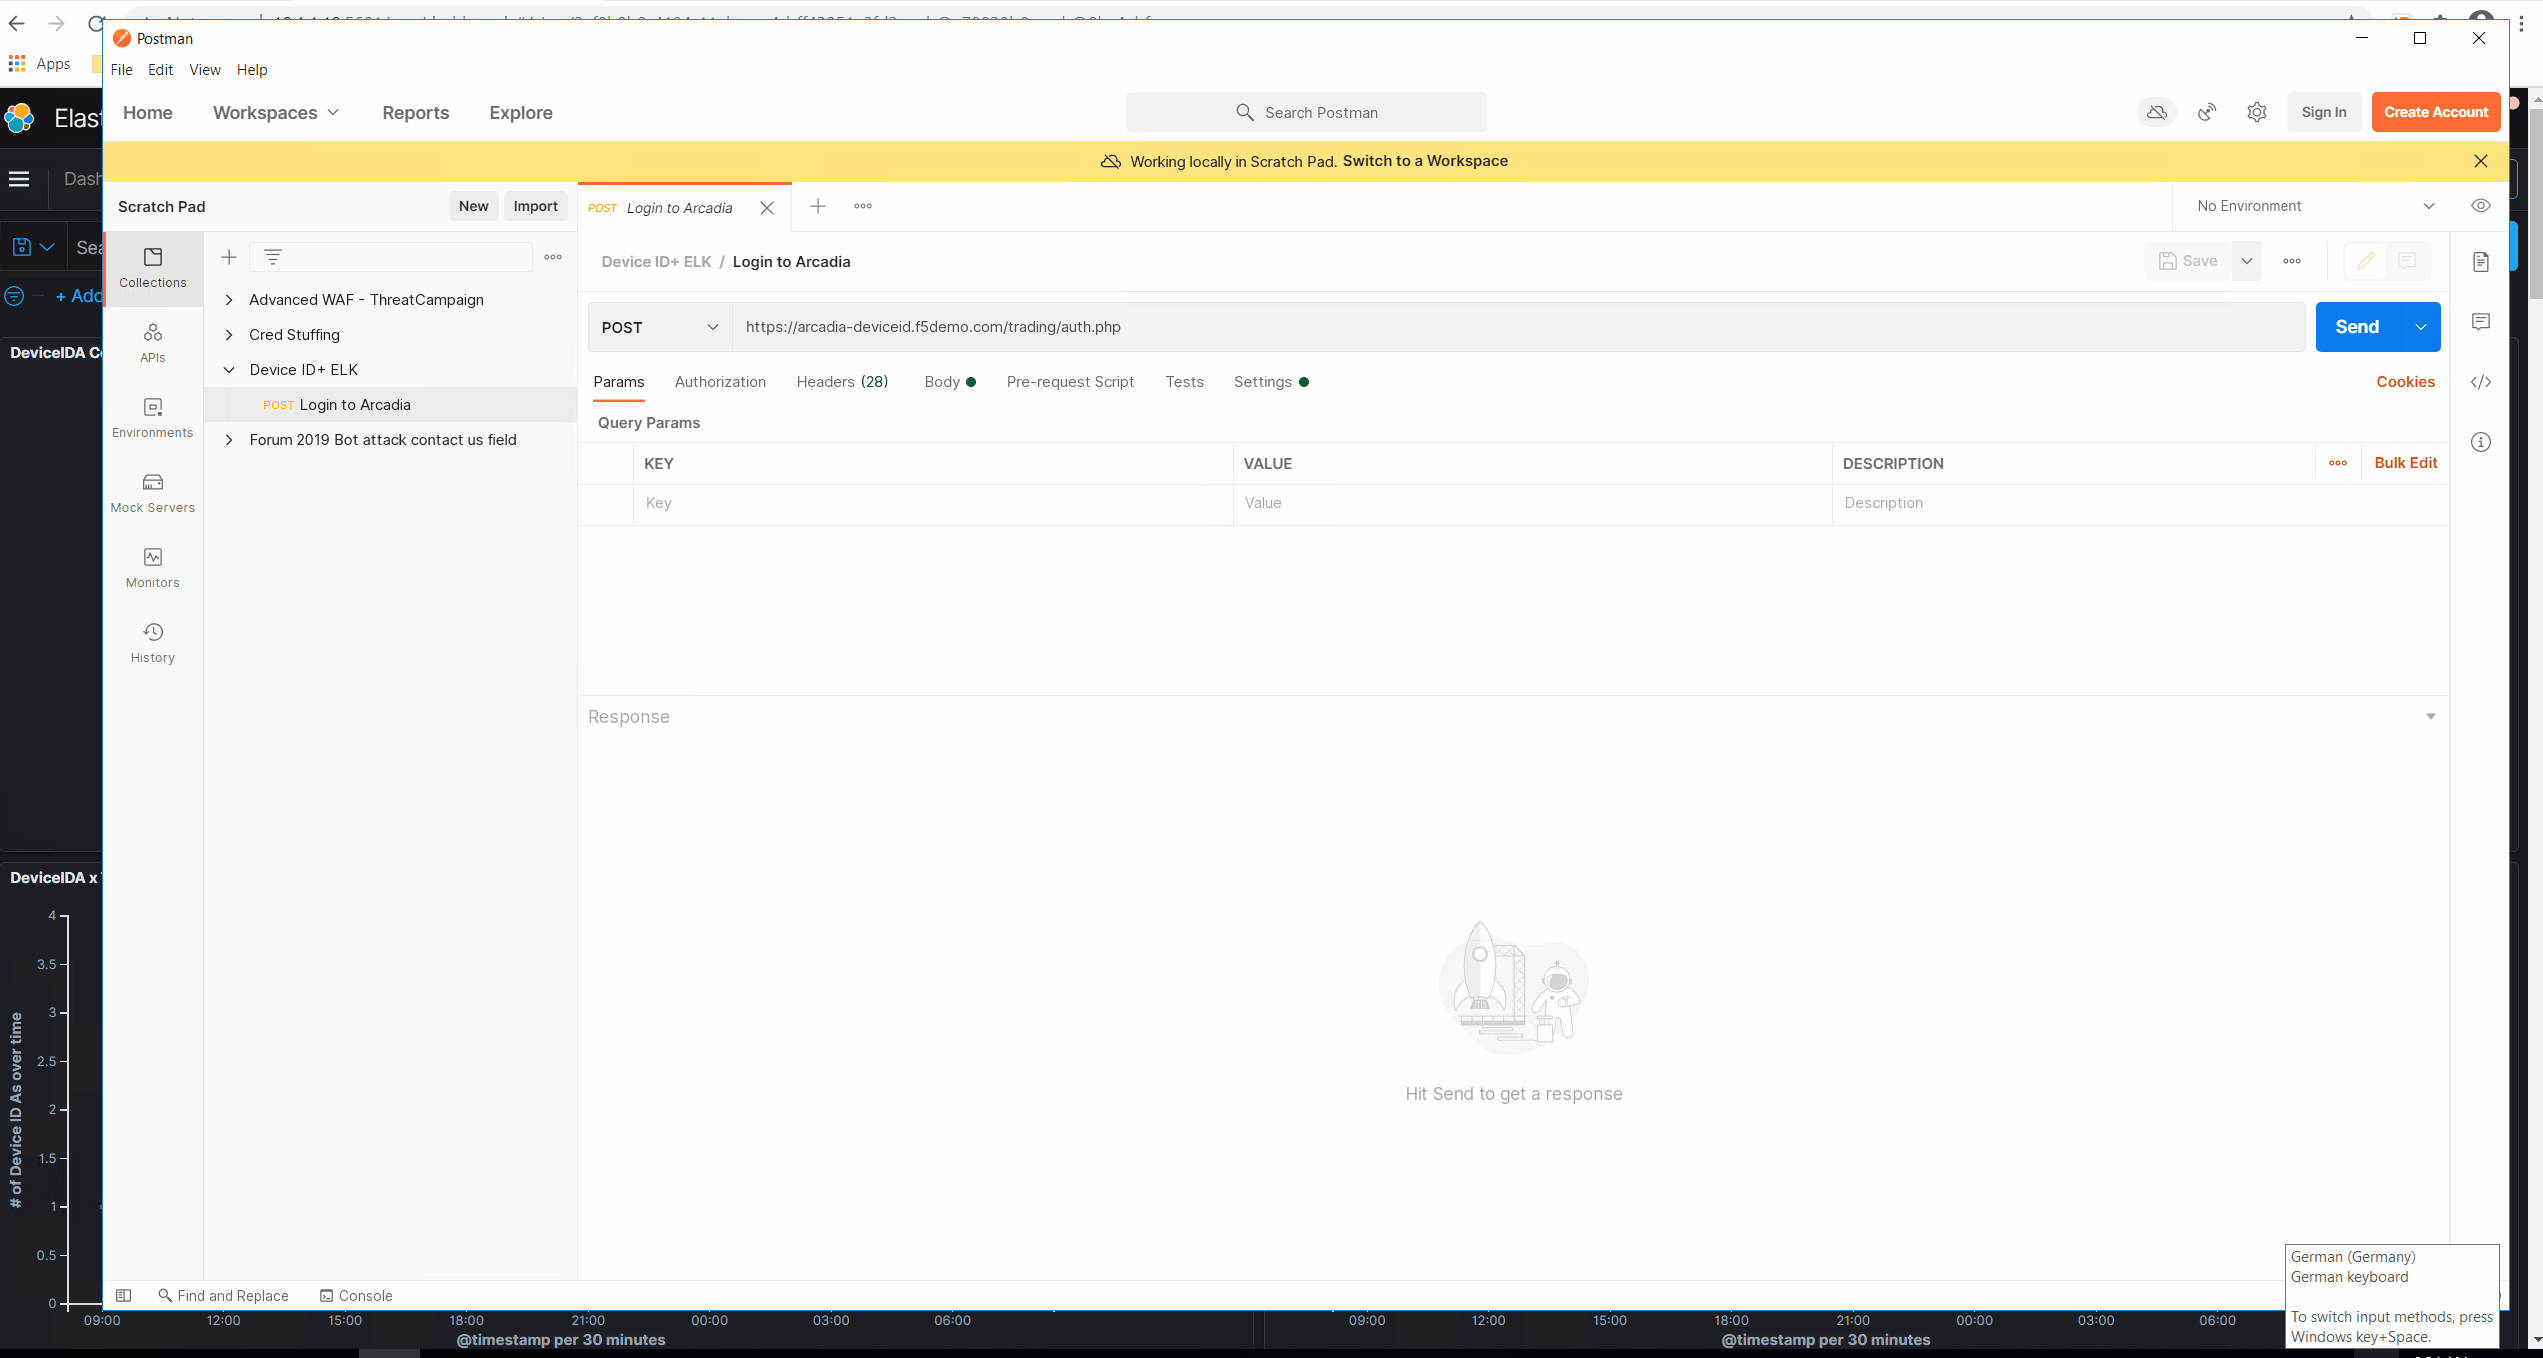 Postman
Apps
File Edit View Help
Home Workspaces Reports Explore Search Postman Sign In Create Account
Working locally in Scratch Pad. Switch to a Workspace
Scratch Pad New Import POST Login to Arcadia No Environment
Collections
Device ID+ ELK / Login to Arcadia Save
+ Add
Advanced WAF - ThreatCampaign
POST https://arcadia-deviceid.f5demo.com/trading/auth.php Send
APIs
Cred Stuffing
DeviceIDA
Device ID+ ELK
Params Authorization Headers (28) Body Pre-request Script Tests Settings Cookies
POST Login to Arcadia
Query Params
Environments
Forum 2019 Bot attack contact us field
KEY VALUE DESCRIPTION Bulk Edit
Key Value Description
Mock Servers
Monitors
History
Response
DeviceIDA x
4
3.5
3
2.5
2
1.5
1
0.5
0
# of Device ID As over time
Hit Send to get a response
Find and Replace Console
German (Germany)
German keyboard
To switch input methods, press
Windows key+Space.
09:00 12:00 15:00 18:00 21:00 00:00 03:00 06:00
@timestamp per 30 minutes
09:00 12:00 15:00 18:00 21:00 00:00 03:00 06:00
@timestamp per 30 minutes